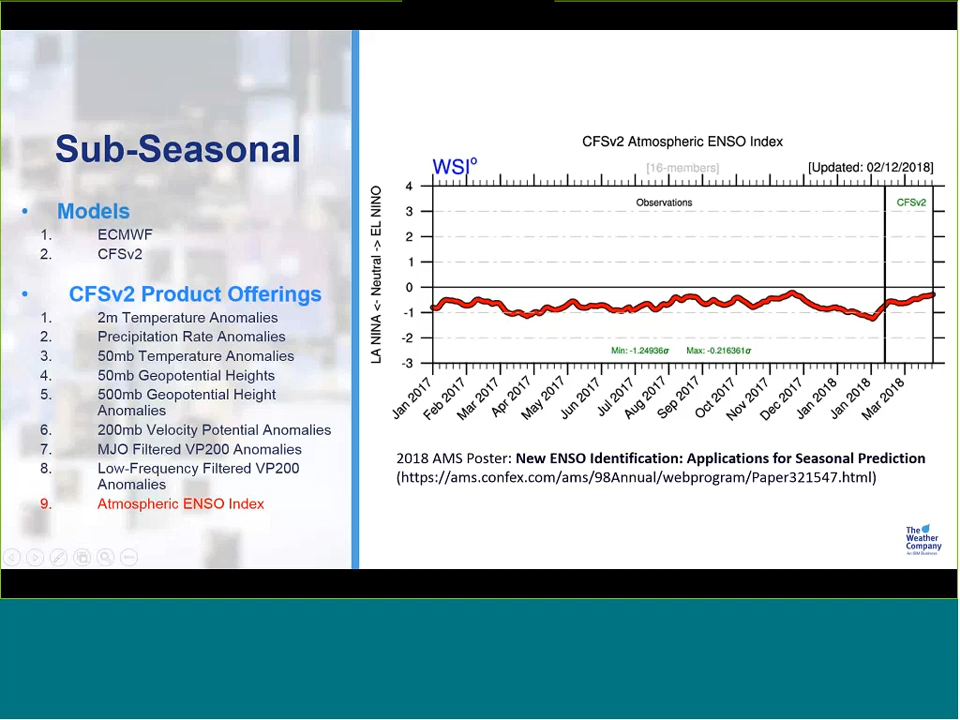 Sub-Seasonal
• Models
1. ECMWF
2. CFSv2
• CFSv2 Product Offerings
1. 2m Temperature Anomalies
2. Precipitation Rate Anomalies
3. 50mb Temperature Anomalies
4. 50mb Geopotential Heights
5. 500mb Geopotential Height
Anomalies
6. 200mb Velocity Potential Anomalies
7. MJO Filtered VP200 Anomalies
8. Low-Frequency Filtered VP200
Anomalies
9. Atmospheric ENSO Index
CFSv2 Atmospheric ENSO Index
WSIº [16-members] [Updated: 02/12/2018]
LA NINA <- Neutral -> EL NINO
4
3
2
1
0
-1
-2
-3
Observations
CFSv2
Min: -1.24936σ Max: -0.216361σ
Jan 2017 Feb 2017 Mar 2017 Apr 2017 May 2017 Jun 2017 Jul 2017 Aug 2017 Sep 2017 Oct 2017 Nov 2017 Dec 2017 Jan 2018 Jan 2018 Mar 2018
2018 AMS Poster: New ENSO Identification: Applications for Seasonal Prediction
(https://ams.confex.com/ams/98Annual/webprogram/Paper321547.html)
The
Weather
Company
An IBM Business